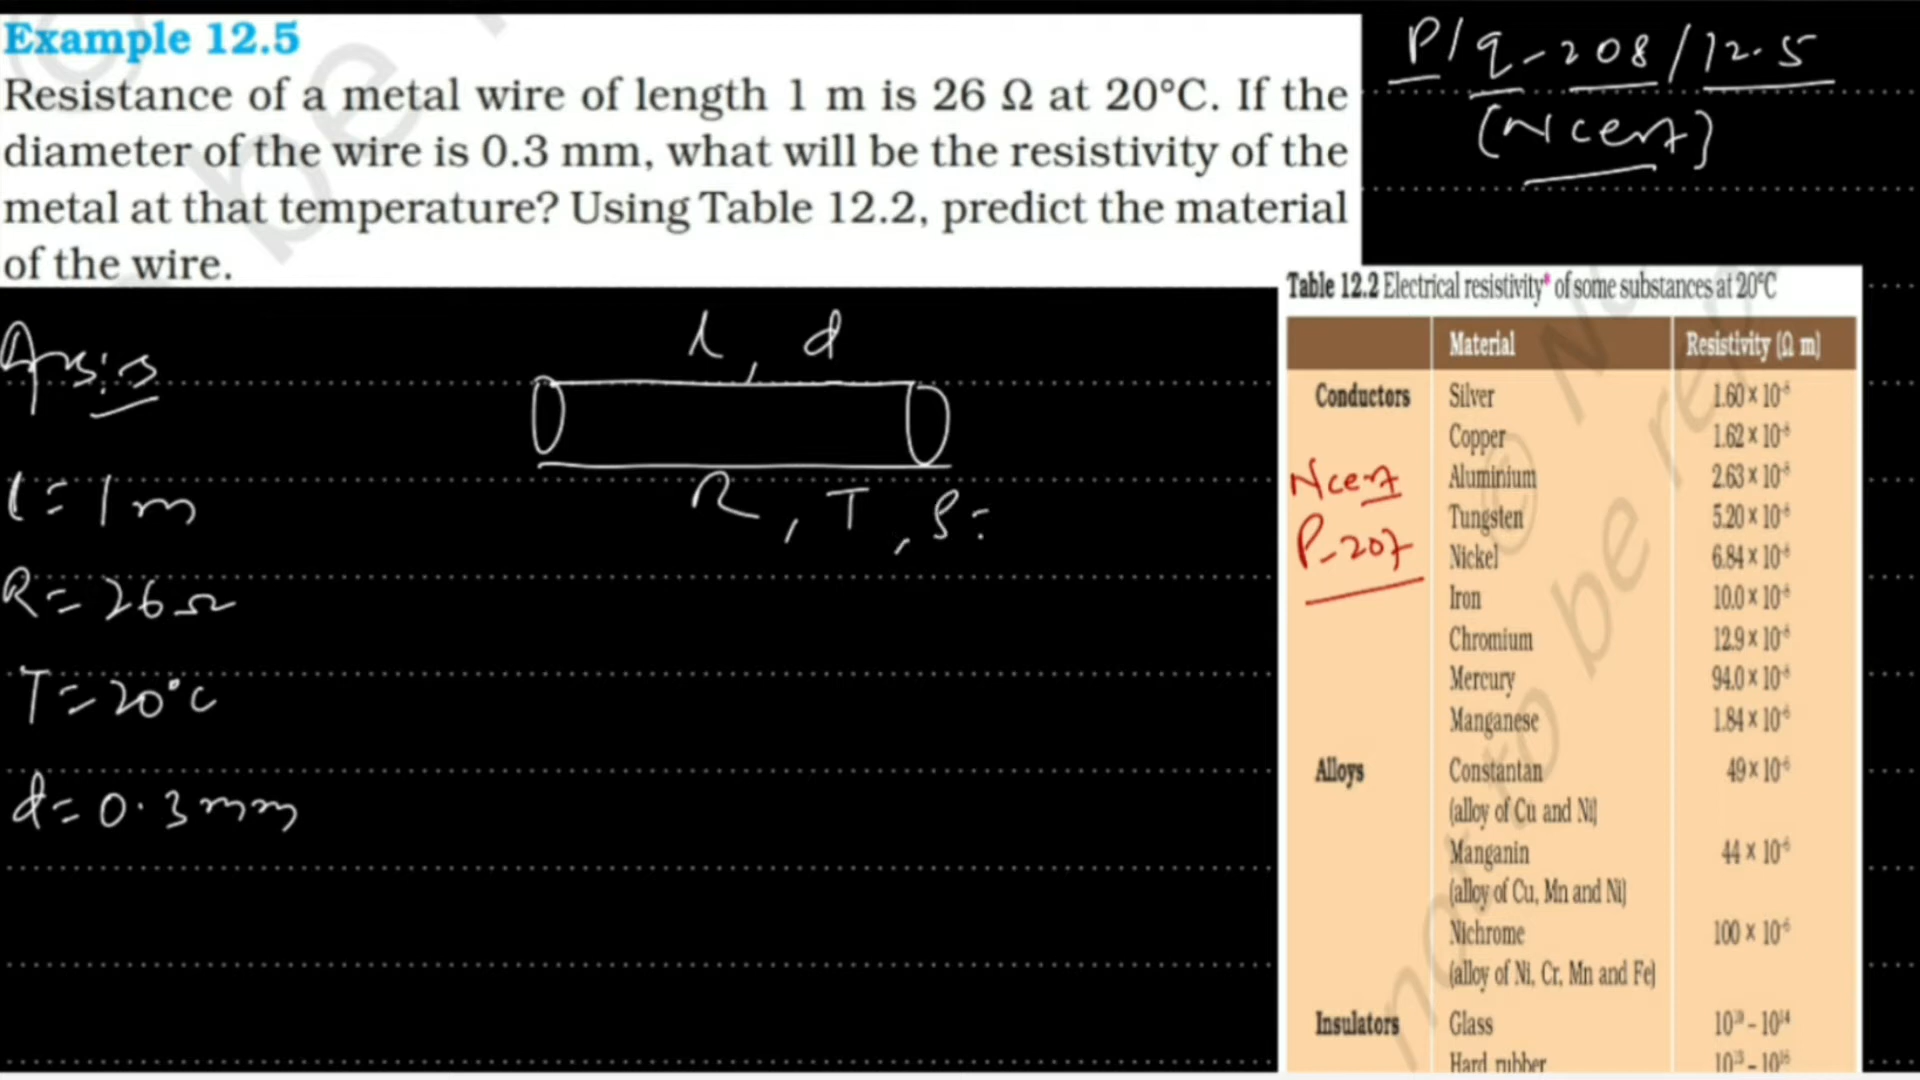 Example 12.5
Resistance of a metal wire of length 1 m is 26 Ω at 20°C. If the
diameter of the wire is 0.3 mm, what will be the resistivity of the
metal at that temperature? Using Table 12.2, predict the material
of the wire.
P/q-208/12.5
(Ncert)
Ans:→
l = 1 m
R = 26 Ω
T = 20°C
d = 0.3 mm
l, d
R, T, ρ =
Table 12.2 Electrical resistivity* of some substances at 20°C
Material Resistivity (Ω m)
Conductors Silver 1.60 × 10⁻⁸
Copper 1.62 × 10⁻⁸
Ncert
Aluminium 2.63 × 10⁻⁸
P-207
Tungsten 5.20 × 10⁻⁸
Nickel 6.84 × 10⁻⁸
Iron 10.0 × 10⁻⁸
Chromium 12.9 × 10⁻⁸
Mercury 94.0 × 10⁻⁸
Manganese 1.84 × 10⁻⁶
Alloys Constantan 49 × 10⁻⁶
(alloy of Cu and Ni)
Manganin 44 × 10⁻⁶
(alloy of Cu, Mn and Ni)
Nichrome 100 × 10⁻⁶
(alloy of Ni, Cr, Mn and Fe)
Insulators Glass 10¹⁰ – 10¹⁴
Hard rubber 10¹³ – 10¹⁶